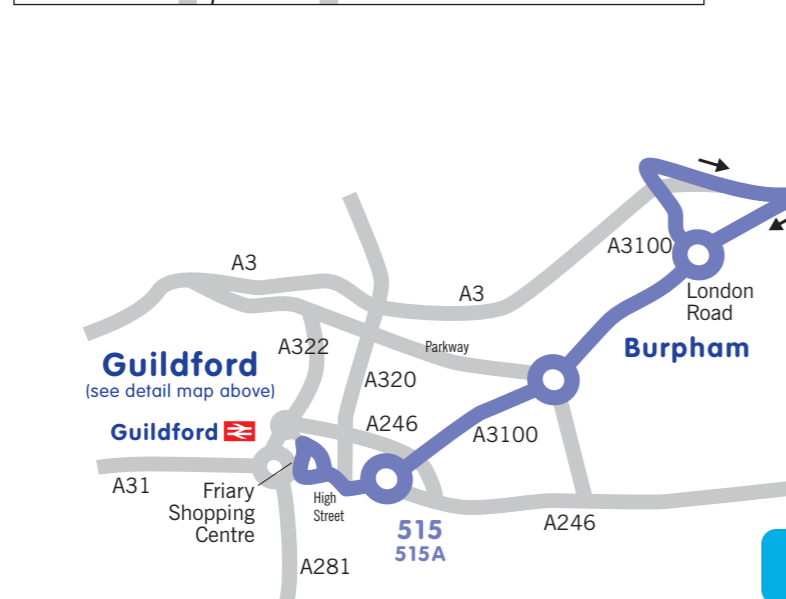 A3100
London
Road
Burpham
A3
A3
A322
Parkway
Guildford
(see detail map above)
A320
Guildford
A246
A3100
A31
Friary
Shopping
Centre
High
Street
515
515A
A246
A281